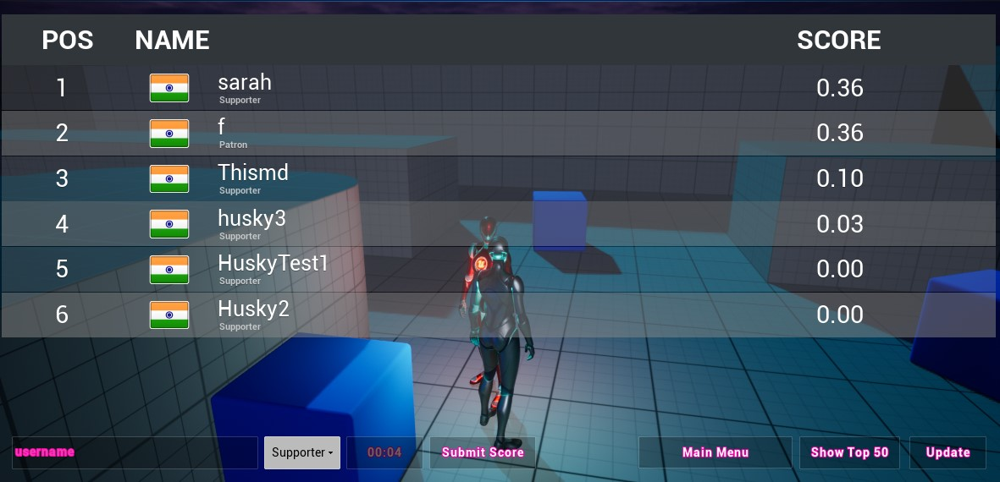 POS NAME SCORE
1 sarah 0.36
Supporter
2 f 0.36
Patron
3 Thismd 0.10
Supporter
4 husky3 0.03
Supporter
5 HuskyTest1 0.00
Supporter
6 Husky2 0.00
Supporter
username Supporter 00:04 Submit Score Main Menu Show Top 50 Update